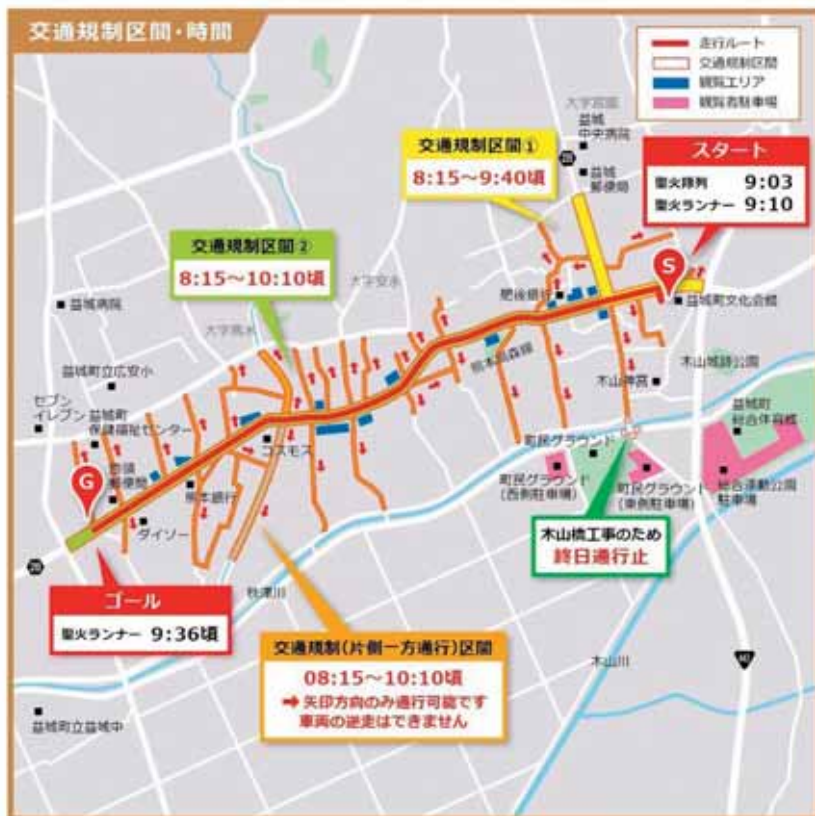 交通規制区間・時間
走行ルート
交通規制区間
観覧エリア
観覧者駐車場
交通規制区間①
8:15～9:40頃
益城
中央病院
28
益城
郵便局
スタート
聖火隊列 9:03
聖火ランナー 9:10
S
交通規制区間②
8:15～10:10頃
大字安永
肥後銀行
益城町文化会館
益城病院
大字馬水
熊本高森線
木山城跡公園
木山神宮
益城町立広安小
セブン
イレブン
益城町
保健福祉センター
益城町
総合体育館
コスモス
町民グラウンド
G
郵便局
熊本銀行
町民グラウンド
(西側駐車場)
町民グラウンド
(東側駐車場)
総合運動公園
駐車場
ダイソー
木山橋工事のため
終日通行止
28
ゴール
聖火ランナー 9:36頃
秋津川
交通規制(片側一方通行)区間
08:15～10:10頃
➡ 矢印方向のみ通行可能です
車両の逆走はできません
木山川
益城町立益城中